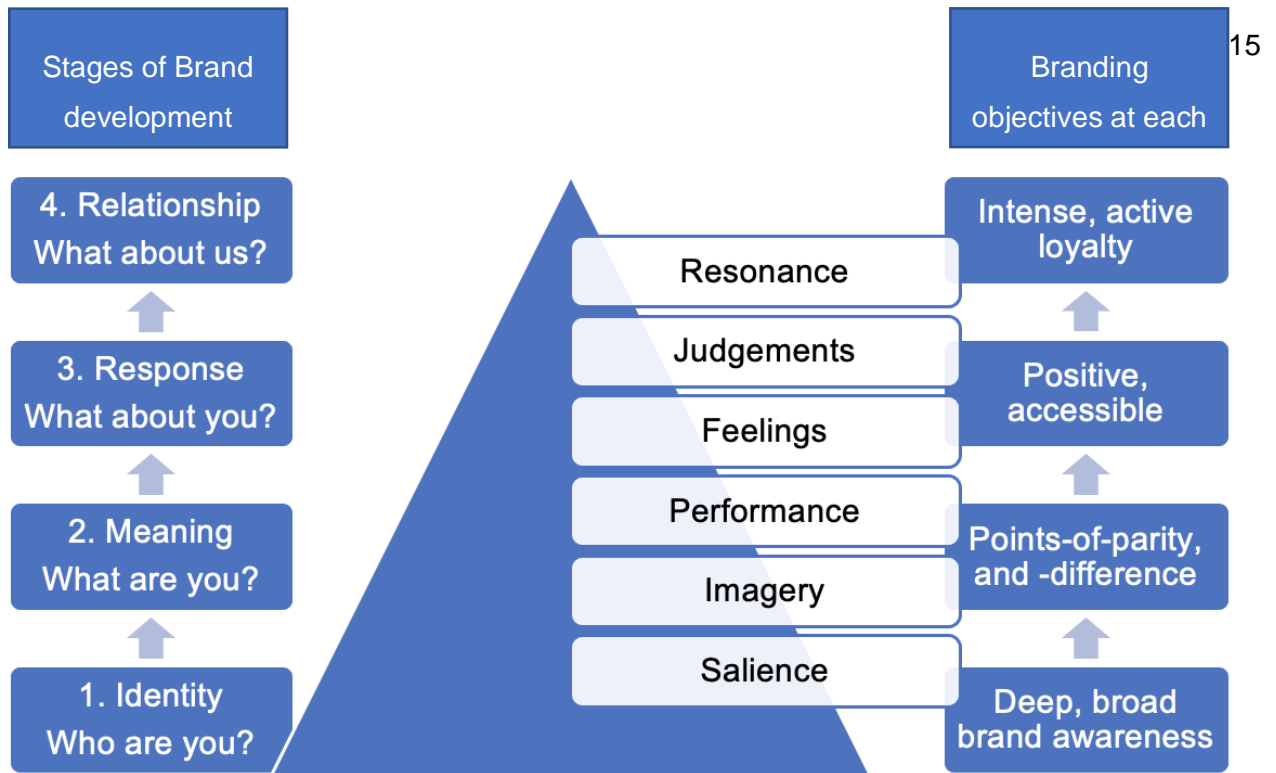 Stages of Brand
development
4. Relationship
What about us?
3. Response
What about you?
2. Meaning
What are you?
1. Identity
Who are you?
Resonance
Judgements
Feelings
Performance
Imagery
Salience
Branding
objectives at each
15
Intense, active
loyalty
Positive,
accessible
Points-of-parity,
and -difference
Deep, broad
brand awareness